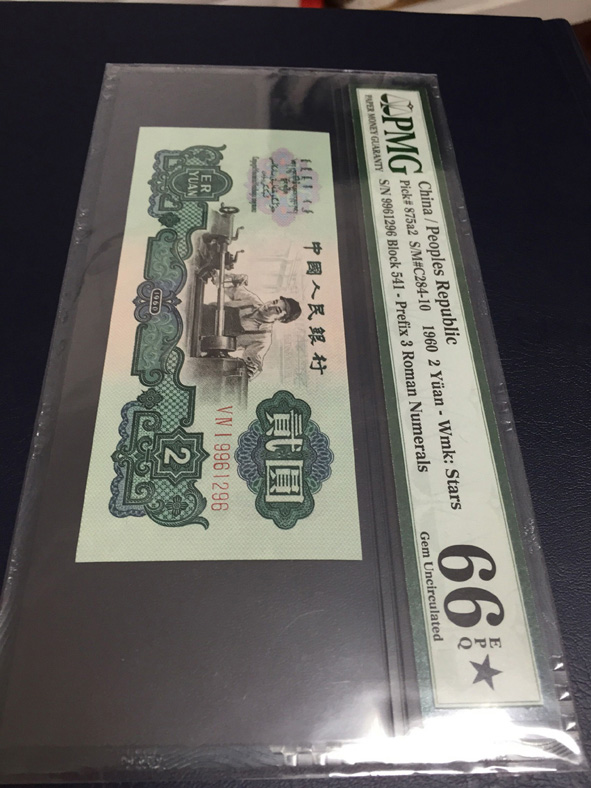 PMG
PAPER MONEY GUARANTY
China / Peoples Republic
Pick# 875a2 S/M#C284-10 1960 2 Yüan - Wmk: Stars
S/N 9961296 Block 541 - Prefix 3 Roman Numerals
66 EPQ ★
Gem Uncirculated
中國人民銀行
貳圓
VN I 9961296
ER
YUAN
1960
2